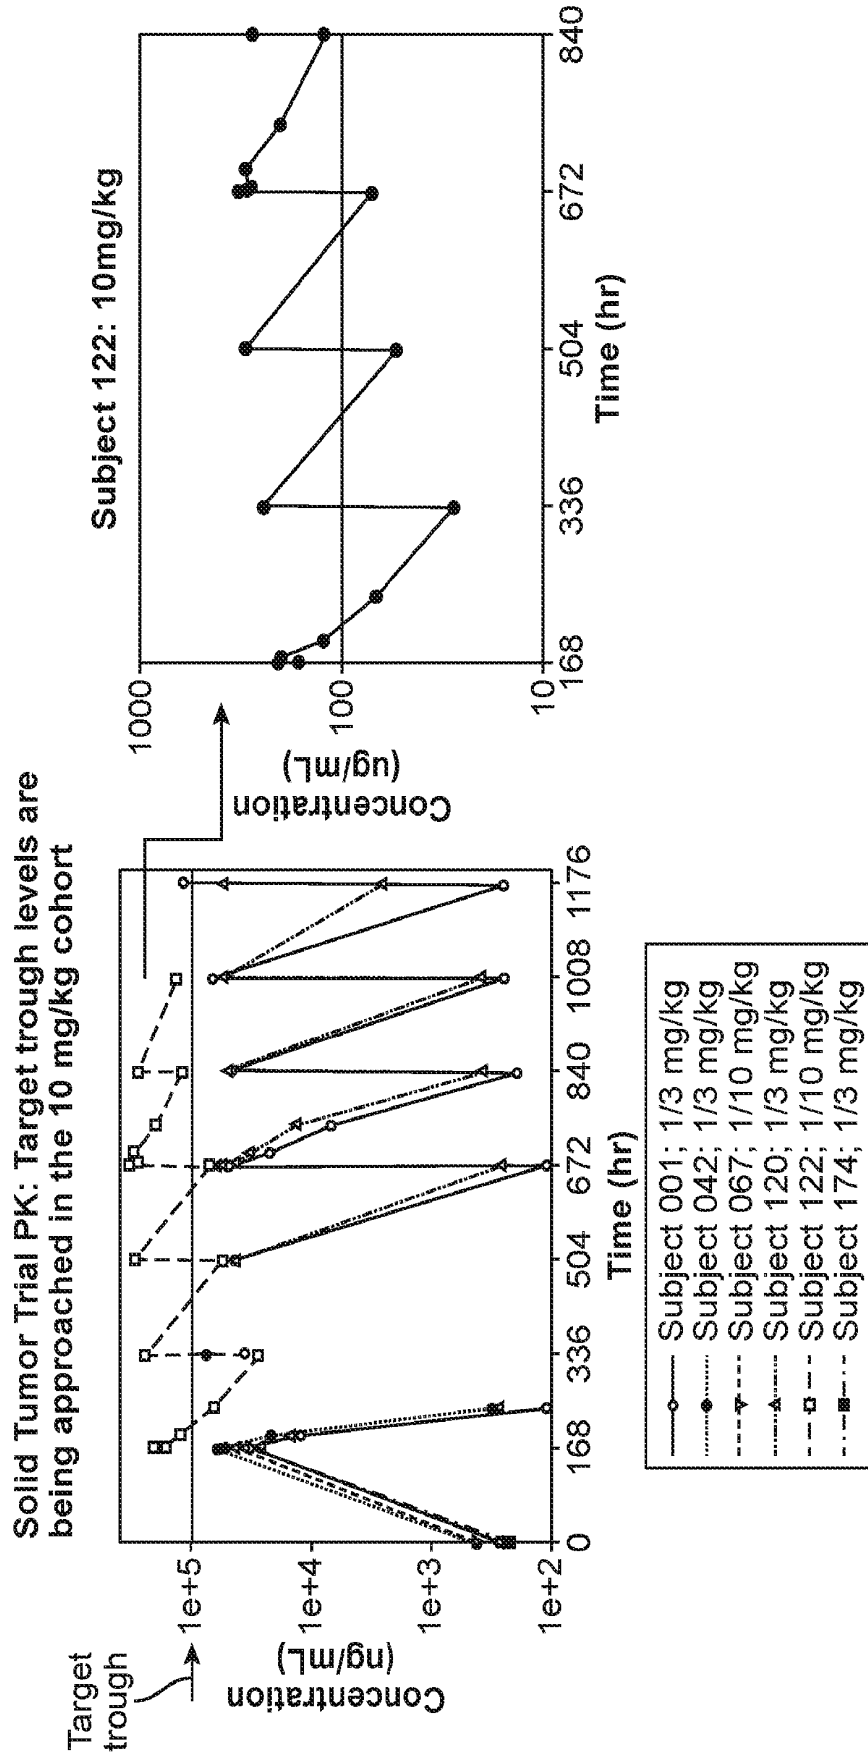 Solid Tumor Trial PK: Target trough levels are
being approached in the 10 mg/kg cohort
Target
trough
Concentration
(ng/mL)
1e+5
1e+4
1e+3
1e+2
0
168
336
504
672
840
1008
1176
Time (hr)
Subject 001; 1/3 mg/kg
Subject 042; 1/3 mg/kg
Subject 067; 1/10 mg/kg
Subject 120; 1/3 mg/kg
Subject 122; 1/10 mg/kg
Subject 174; 1/3 mg/kg
Subject 122: 10mg/kg
Concentration
(ug/mL)
1000
100
10
168
336
504
672
840
Time (hr)